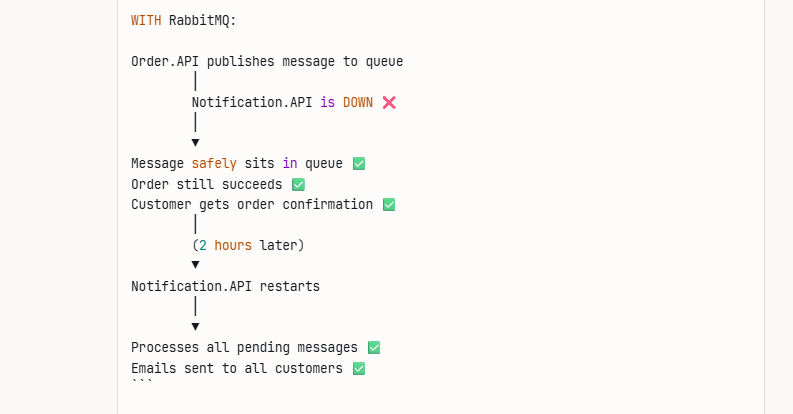 WITH RabbitMQ:
Order.API publishes message to queue
│
Notification.API is DOWN ❌
│
▼
Message safely sits in queue ✅
Order still succeeds ✅
Customer gets order confirmation ✅
│
(2 hours later)
▼
Notification.API restarts
│
▼
Processes all pending messages ✅
Emails sent to all customers ✅
```